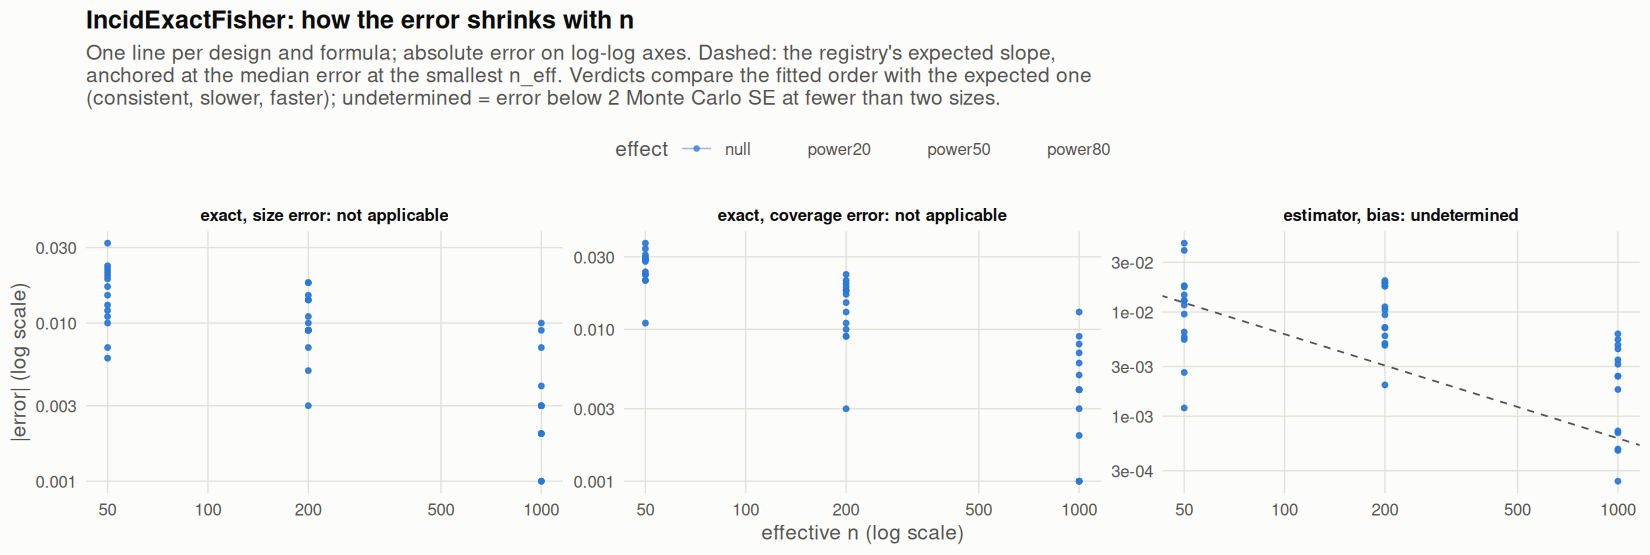 IncidExactFisher: how the error shrinks with n
One line per design and formula; absolute error on log-log axes. Dashed: the registry's expected slope,
anchored at the median error at the smallest n_eff. Verdicts compare the fitted order with the expected one
(consistent, slower, faster); undetermined = error below 2 Monte Carlo SE at fewer than two sizes.
effect null power20 power50 power80
exact, size error: not applicable
exact, coverage error: not applicable
estimator, bias: undetermined
|error| (log scale)
0.030
0.010
0.003
0.001
50 100 200 500 1000
0.030
0.010
0.003
0.001
50 100 200 500 1000
3e-02
1e-02
3e-03
1e-03
3e-04
50 100 200 500 1000
effective n (log scale)